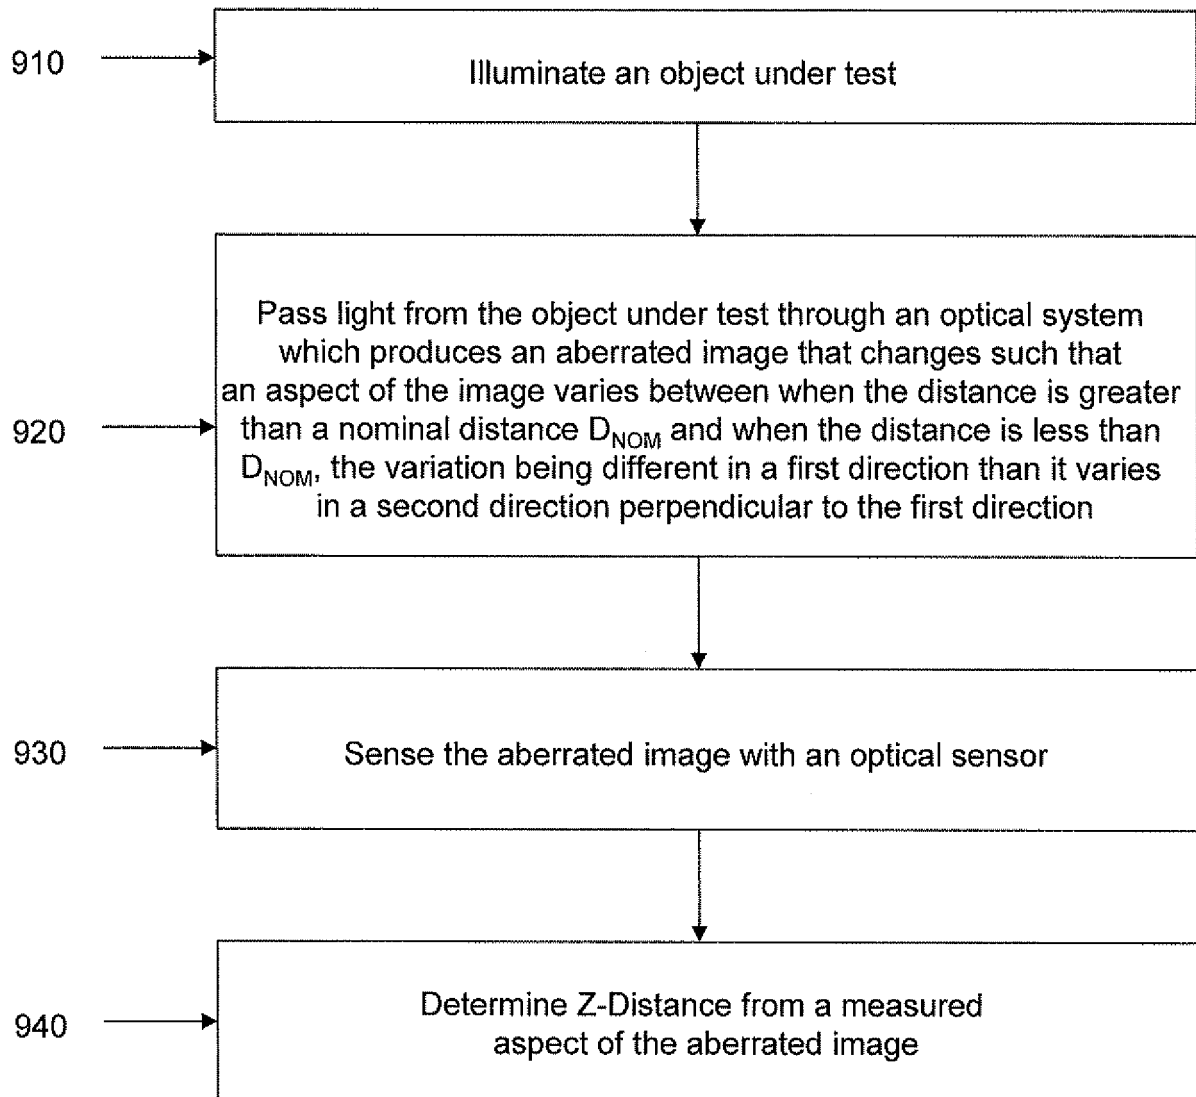 910
Illuminate an object under test
Pass light from the object under test through an optical system
which produces an aberrated image that changes such that
an aspect of the image varies between when the distance is greater
920
than a nominal distance D_NOM and when the distance is less than
D_NOM, the variation being different in a first direction than it varies
in a second direction perpendicular to the first direction
930
Sense the aberrated image with an optical sensor
940
Determine Z-Distance from a measured
aspect of the aberrated image